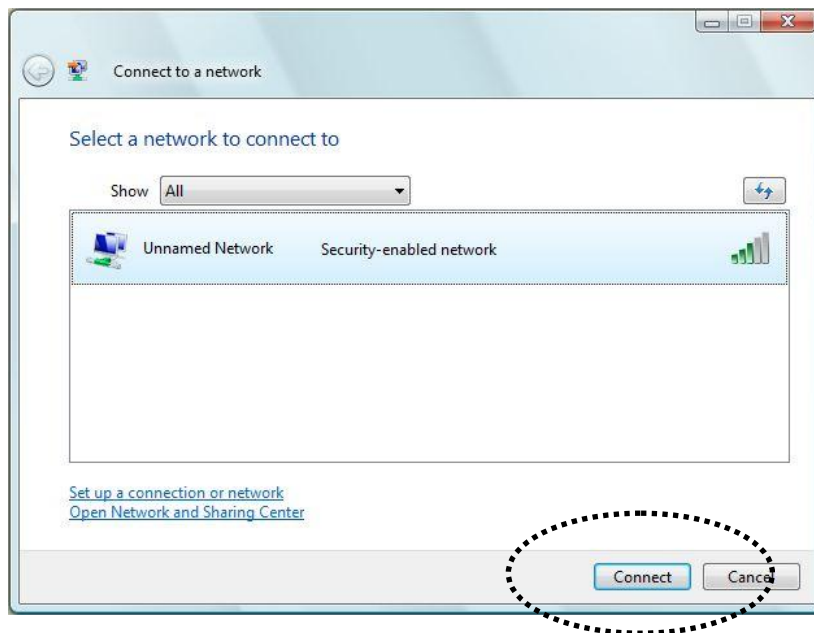 Connect to a network
Select a network to connect to
Show All
Unnamed Network Security-enabled network
Set up a connection or network
Open Network and Sharing Center
Connect Cancel